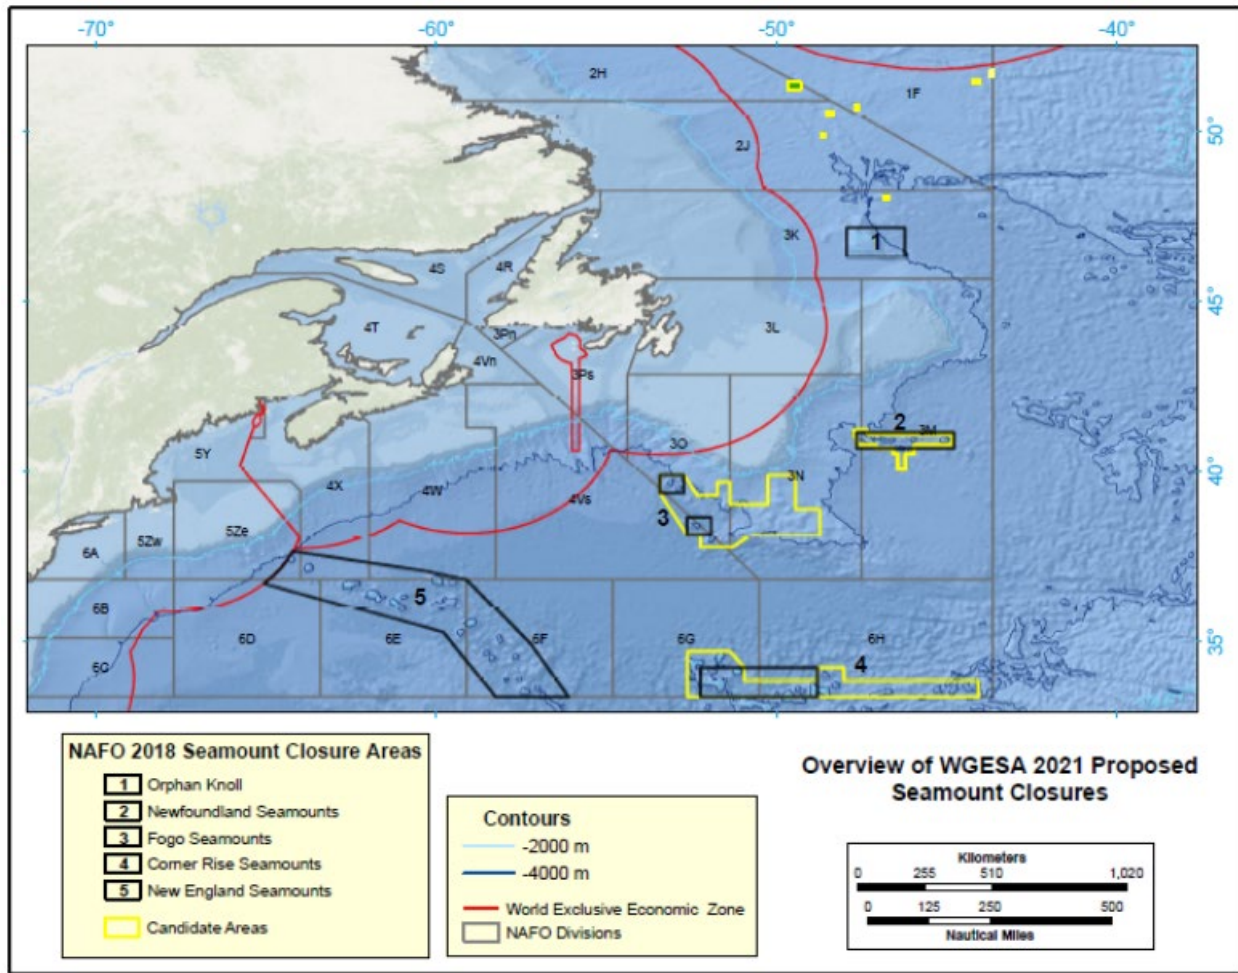 -70°
-60°
-50°
-40°
2H
1F
50°
2J
3K
1
4S
4R
45°
4T
3L
3Pn
4Vn
3Ps
2
3M
3O
5Y
40°
3N
4X
4W
4Vs
3
5Ze
5Zw
6A
5
6B
6D
6E
6F
6G
6H
35°
4
NAFO 2018 Seamount Closure Areas
1 Orphan Knoll
2 Newfoundland Seamounts
3 Fogo Seamounts
4 Corner Rise Seamounts
5 New England Seamounts
Candidate Areas
Contours
-2000 m
-4000 m
World Exclusive Economic Zone
NAFO Divisions
Overview of WGESA 2021 Proposed
Seamount Closures
Kilometers
0 255 510 1,020
0 125 250 500
Nautical Miles